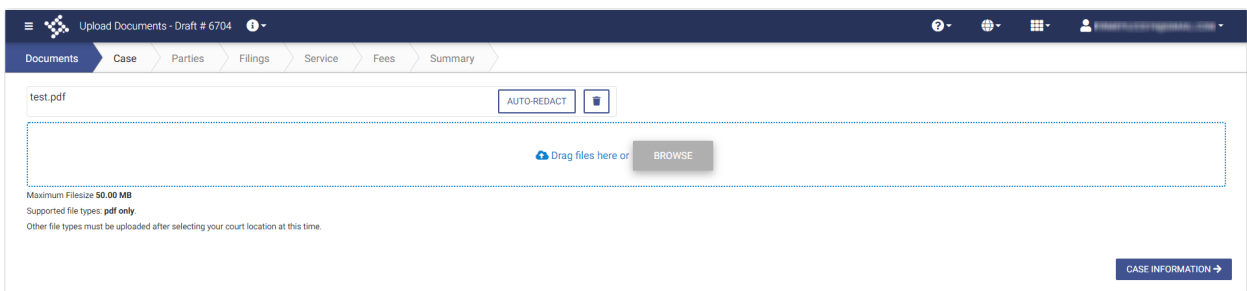 Upload Documents - Draft # 6704
Documents
Case
Parties
Filings
Service
Fees
Summary
test.pdf
AUTO-REDACT
Drag files here or
BROWSE
Maximum Filesize 50.00 MB
Supported file types: pdf only.
Other file types must be uploaded after selecting your court location at this time.
CASE INFORMATION →